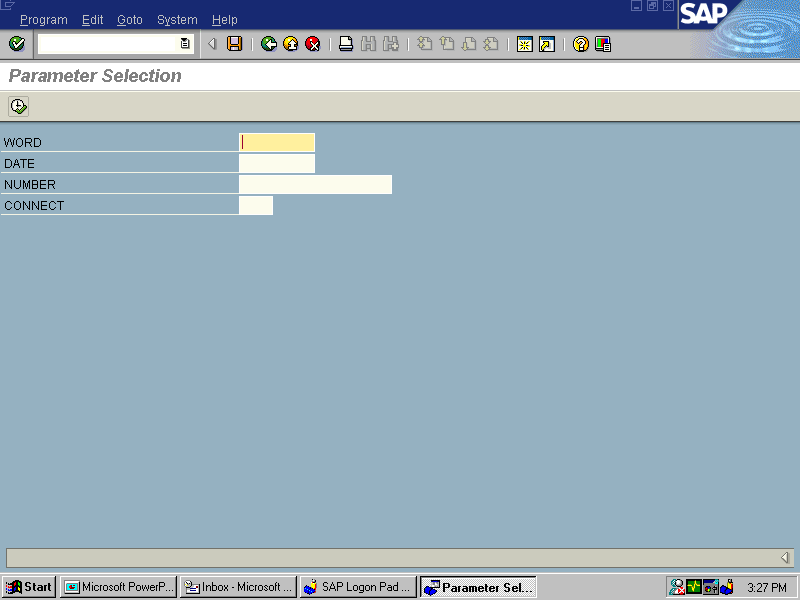 Program Edit Goto System Help
SAP
Parameter Selection
WORD
DATE
NUMBER
CONNECT
Start Microsoft PowerP... Inbox - Microsoft ... SAP Logon Pad ... Parameter Sel... 3:27 PM